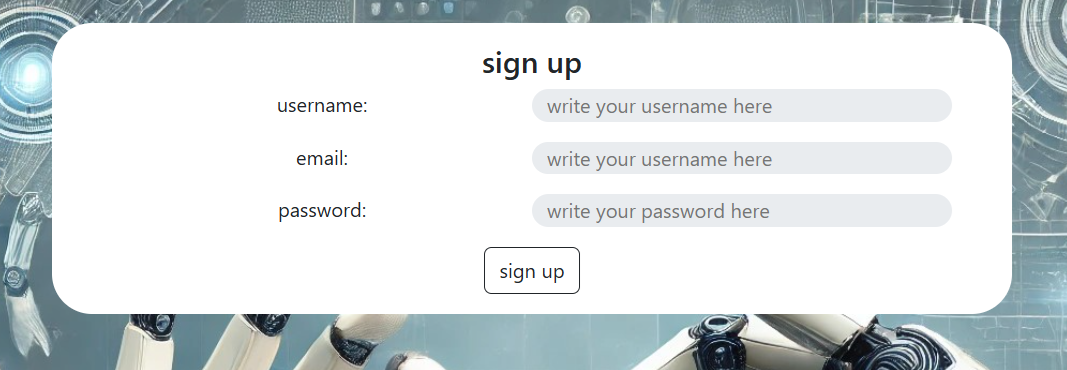 sign up
username: write your username here
email: write your username here
password: write your password here
sign up